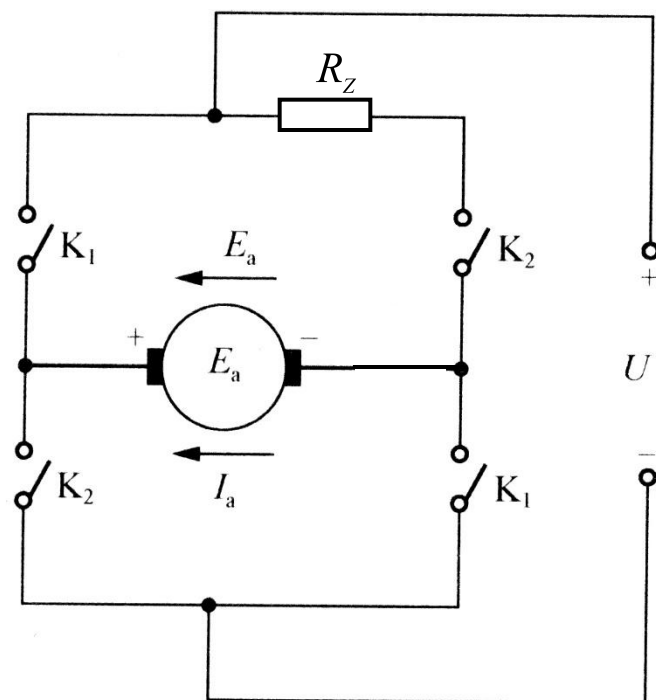 R_Z
K₁
E_a
K₂
+
+
−
E_a
U
K₂
I_a
K₁
−